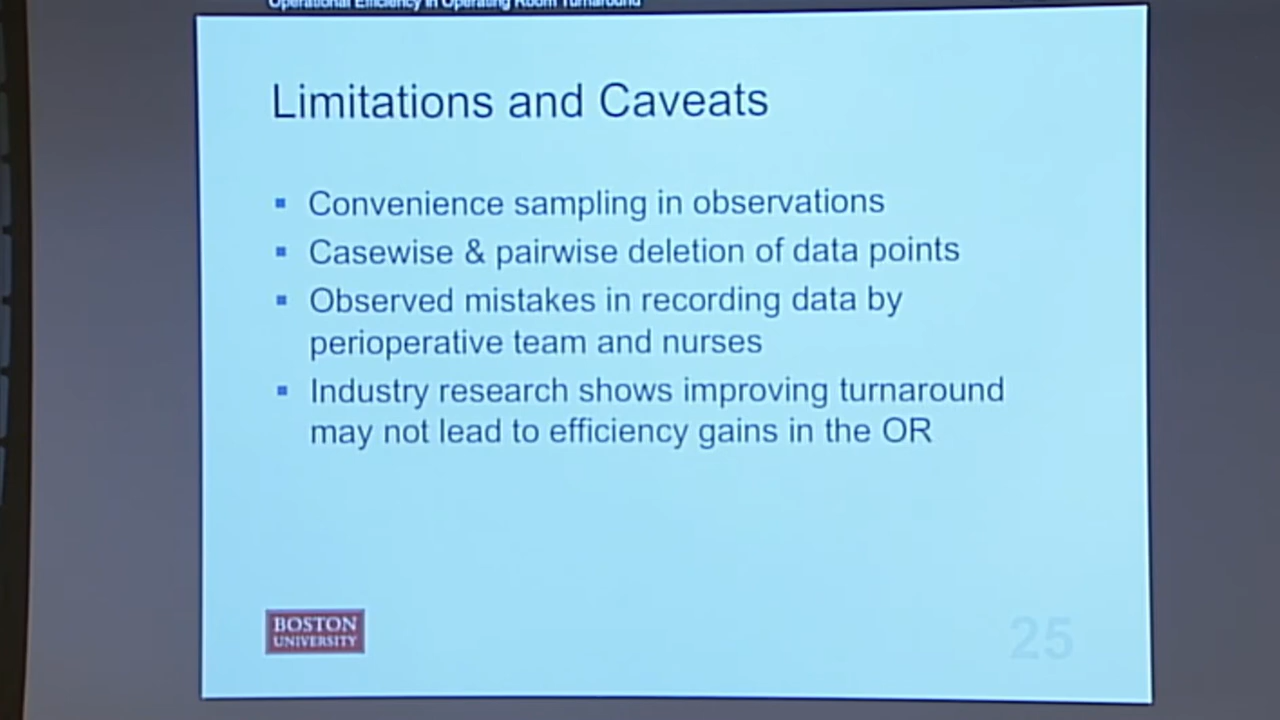 Operational Efficiency in Operating Room Turnaround
Limitations and Caveats
▪ Convenience sampling in observations
▪ Casewise & pairwise deletion of data points
▪ Observed mistakes in recording data by
perioperative team and nurses
▪ Industry research shows improving turnaround
may not lead to efficiency gains in the OR
BOSTON
UNIVERSITY
25